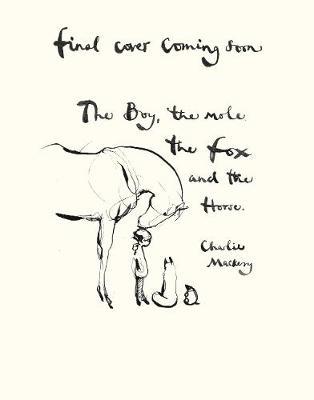 final cover coming soon
The Boy, the mole
the fox
and the
Horse.
Charlie
Mackesy